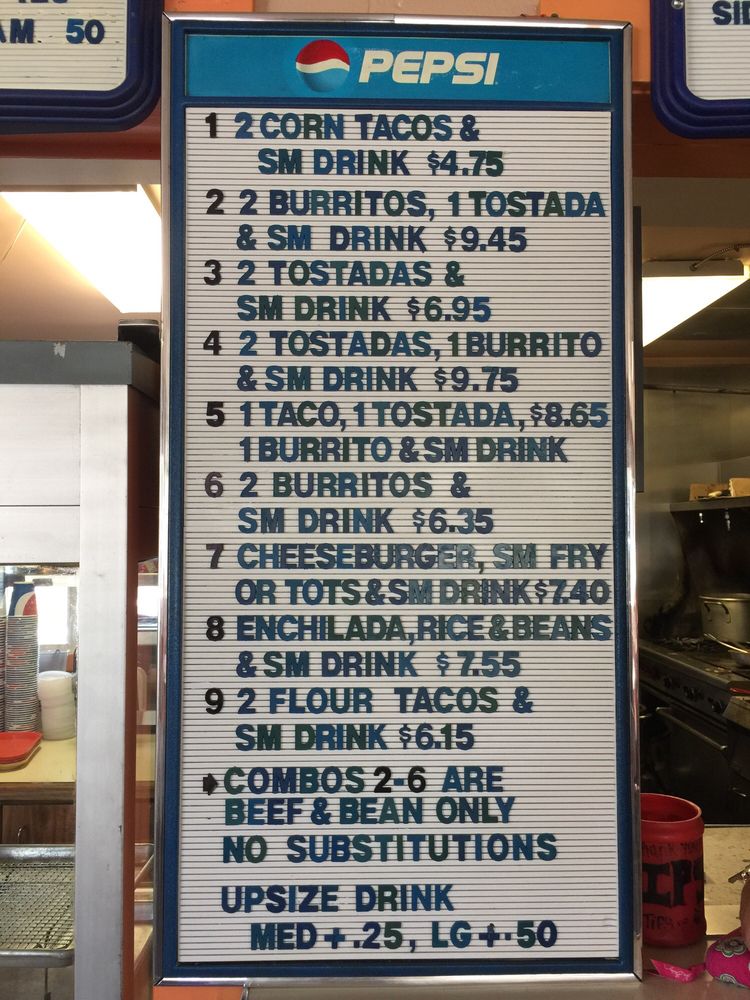 AM 50
SI
PEPSI
1 2 CORN TACOS &
SM DRINK $4.75
2 2 BURRITOS, 1 TOSTADA
& SM DRINK $9.45
3 2 TOSTADAS &
SM DRINK $6.95
4 2 TOSTADAS, 1 BURRITO
& SM DRINK $9.75
5 1 TACO, 1 TOSTADA, $8.65
1 BURRITO & SM DRINK
6 2 BURRITOS &
SM DRINK $6.35
7 CHEESEBURGER, SM FRY
OR TOTS & SM DRINK $7.40
8 ENCHILADA, RICE & BEANS
& SM DRINK $7.55
9 2 FLOUR TACOS &
SM DRINK $6.15
COMBOS 2-6 ARE
BEEF & BEAN ONLY
NO SUBSTITUTIONS
UPSIZE DRINK
MED + .25, LG + .50